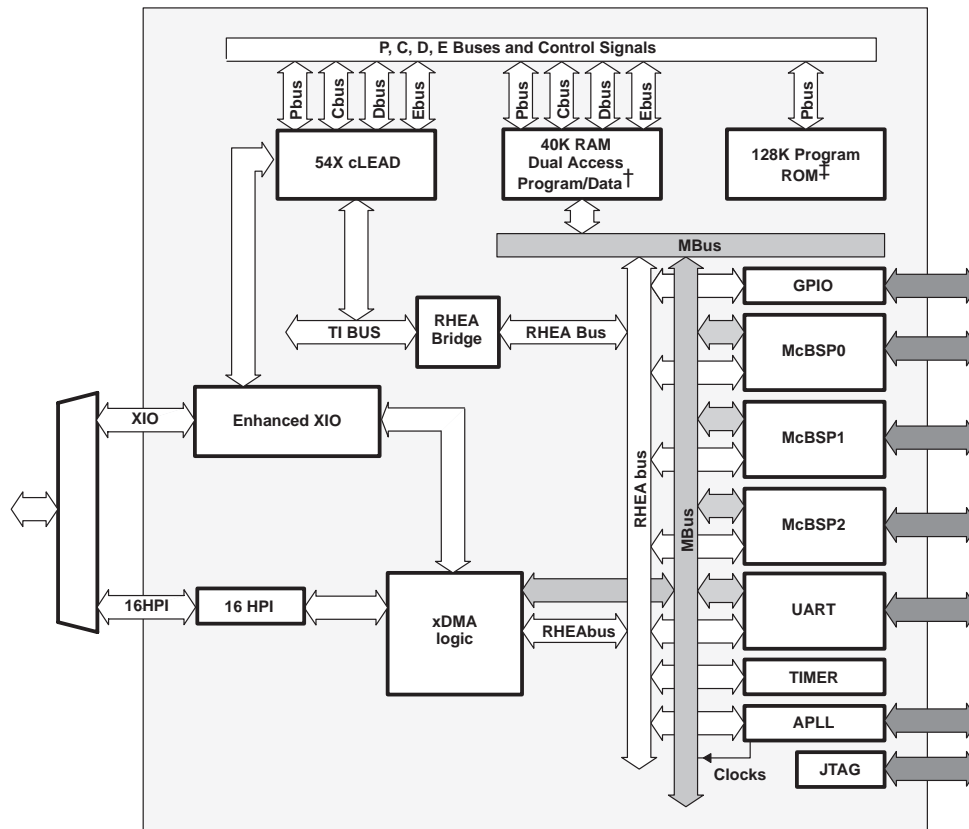 P, C, D, E Buses and Control Signals
Pbus
Cbus
Dbus
Ebus
Pbus
Cbus
Dbus
Ebus
Pbus
54X cLEAD
40K RAM
Dual Access
Program/Data†
128K Program
ROM‡
MBus
GPIO
TI BUS
RHEA
Bridge
RHEA Bus
McBSP0
XIO
Enhanced XIO
McBSP1
RHEA bus
MBus
McBSP2
16HPI
16 HPI
xDMA
logic
RHEAbus
UART
TIMER
APLL
Clocks
JTAG